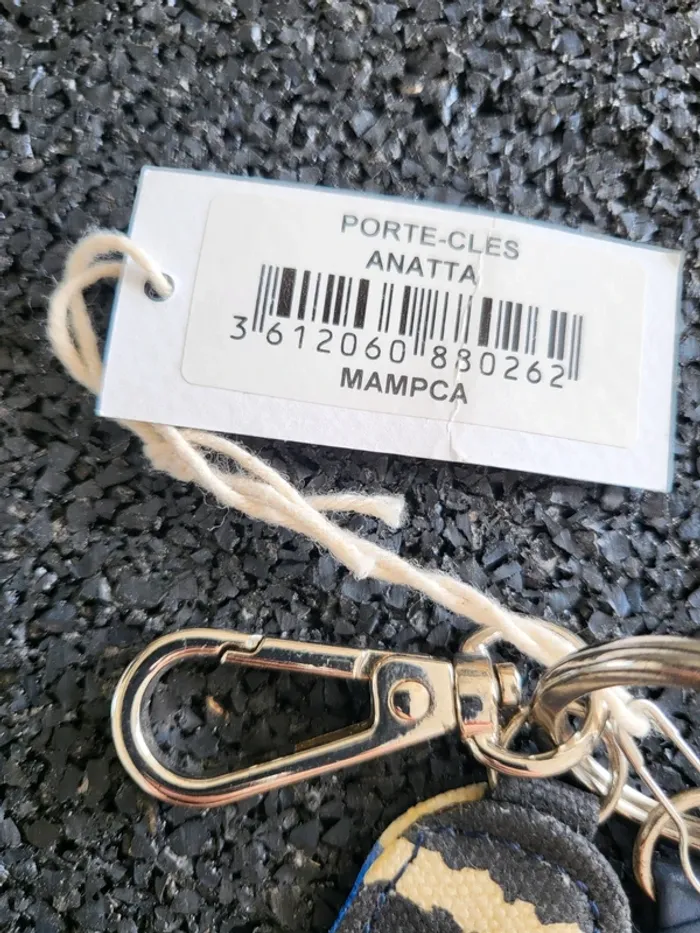 PORTE-CLES
ANATTA
3 612060 880262
MAMPCA